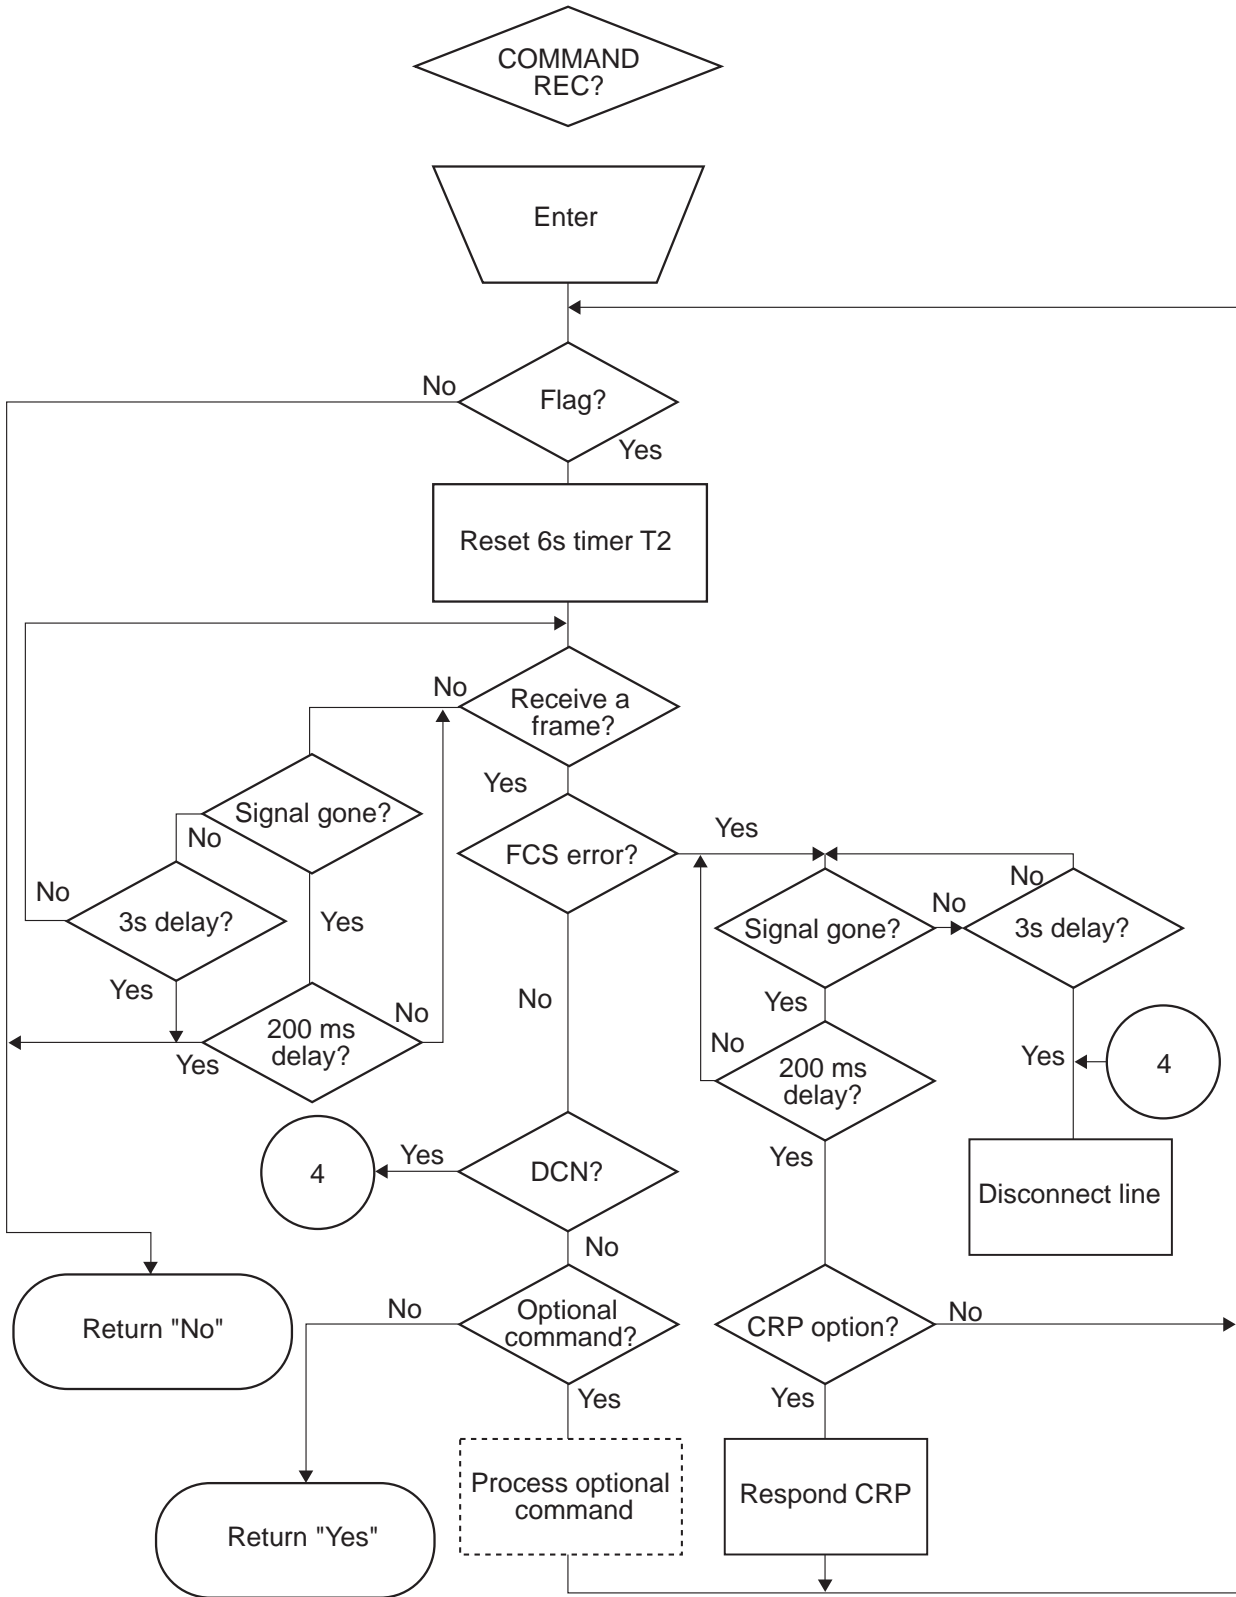 COMMAND
REC?
Enter
No
Flag?
Yes
Reset 6s timer T2
No
Receive a
frame?
Yes
Signal gone?
No
Yes
FCS error?
No
3s delay?
Yes
Yes
No
Signal gone?
No
3s delay?
Yes
No
200 ms
delay?
Yes
No
Yes
No
200 ms
delay?
Yes
4
Yes
4
Yes
DCN?
Disconnect line
No
Return "No"
No
Optional
command?
Yes
CRP option?
No
Yes
Process optional
command
Respond CRP
Return "Yes"